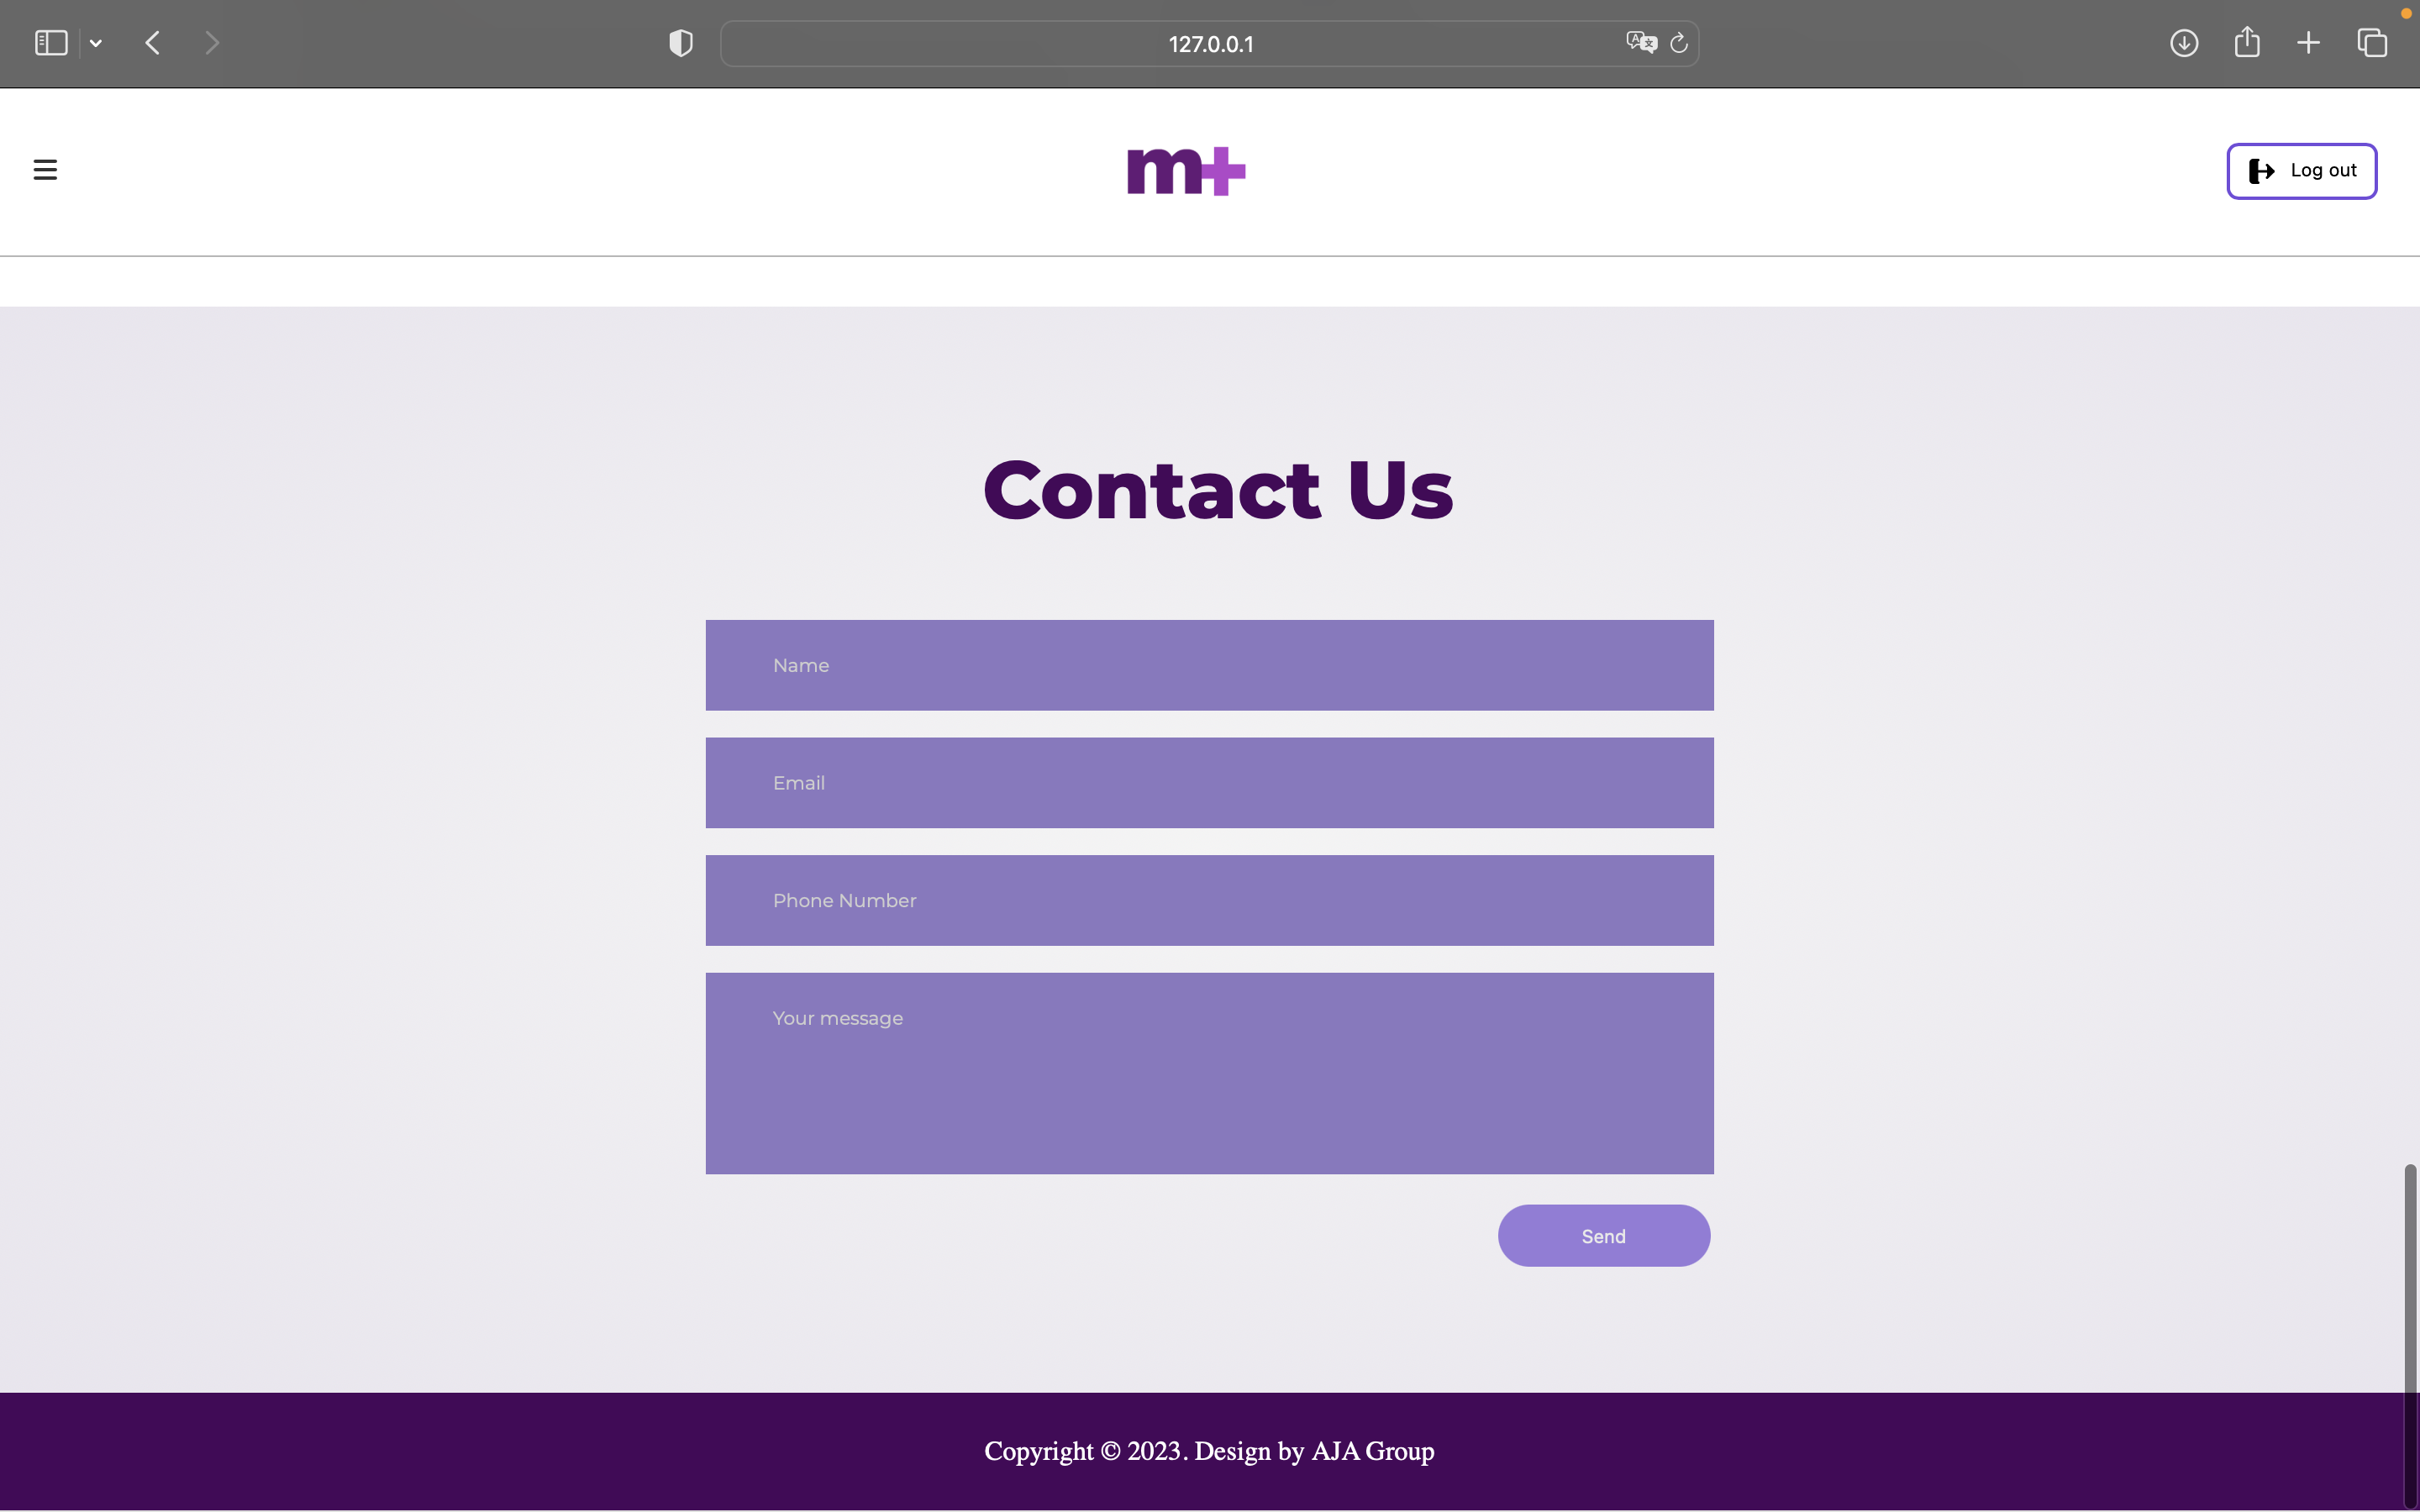 127.0.0.1
m+
Log out
Contact Us
Name
Email
Phone Number
Your message
Send
Copyright © 2023. Design by AJA Group